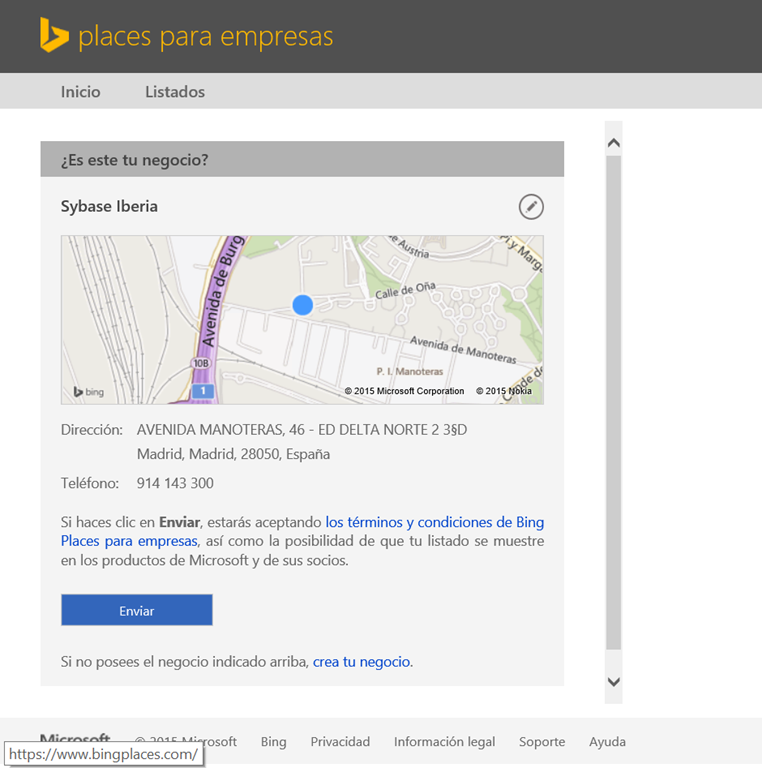 places para empresas
Inicio Listados
¿Es este tu negocio?
Sybase Iberia
Avenida de Burg
de Austria
Pí y Marga
Calle de Oña
Avenida de Manoteras
10B
P. I. Manoteras
Conde de
1
bing
© 2015 Microsoft Corporation © 2015 Nokia
Dirección: AVENIDA MANOTERAS, 46 - ED DELTA NORTE 2 3§D
Madrid, Madrid, 28050, España
Teléfono: 914 143 300
Si haces clic en Enviar, estarás aceptando los términos y condiciones de Bing
Places para empresas, así como la posibilidad de que tu listado se muestre
en los productos de Microsoft y de sus socios.
Enviar
Si no posees el negocio indicado arriba, crea tu negocio.
Microsoft © 2015 Microsoft Bing Privacidad Información legal Soporte Ayuda
https://www.bingplaces.com/